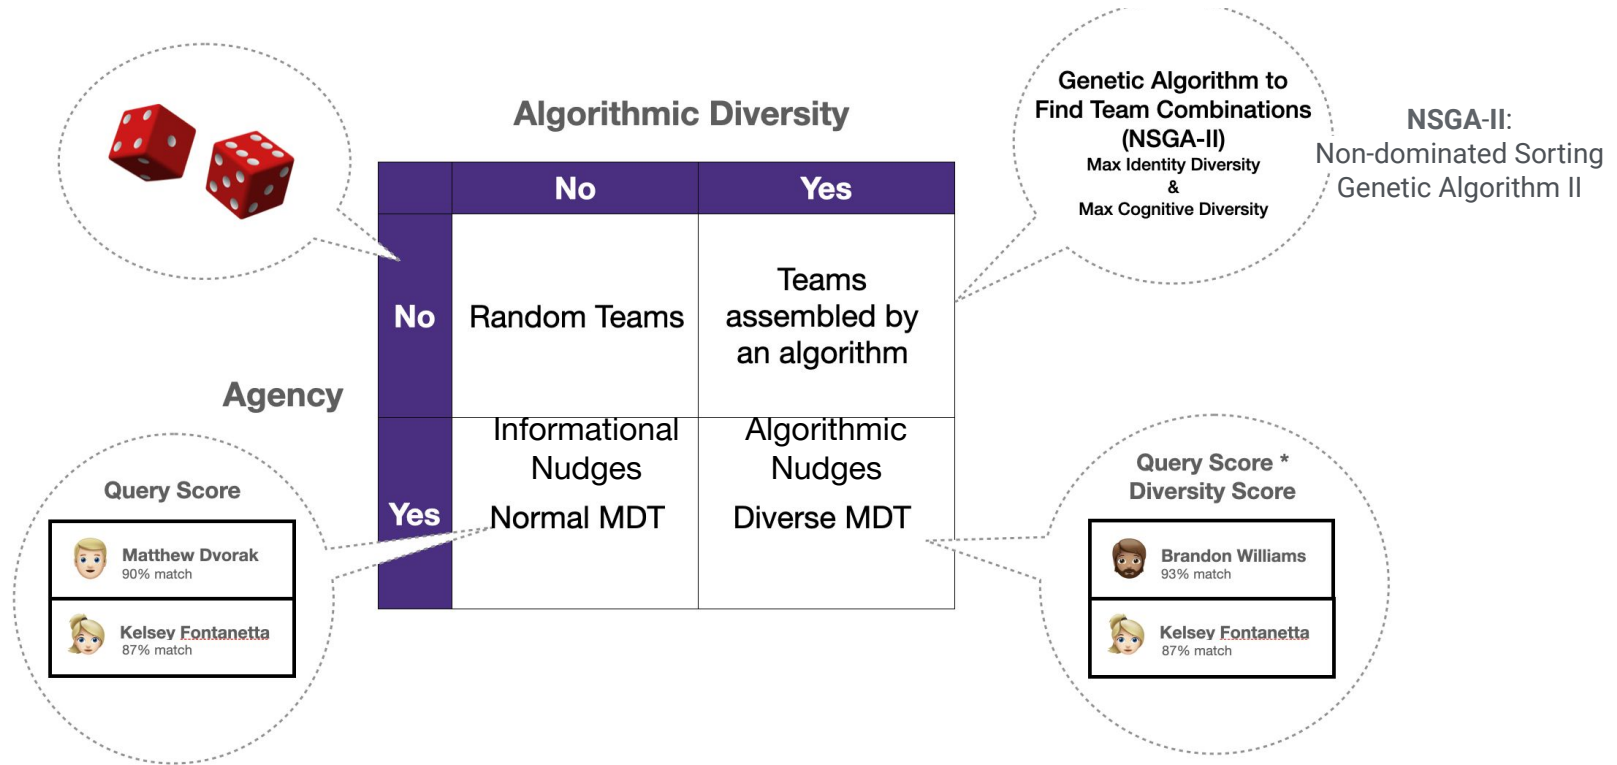 Algorithmic Diversity
Genetic Algorithm to
Find Team Combinations
(NSGA-II)
Max Identity Diversity
&
Max Cognitive Diversity
NSGA-II:
Non-dominated Sorting
Genetic Algorithm II
No
Yes
No
Random Teams
Teams
assembled by
an algorithm
Agency
Yes
Informational
Nudges
Normal MDT
Algorithmic
Nudges
Diverse MDT
Query Score
Matthew Dvorak
90% match
Kelsey Fontanetta
87% match
Query Score *
Diversity Score
Brandon Williams
93% match
Kelsey Fontanetta
87% match